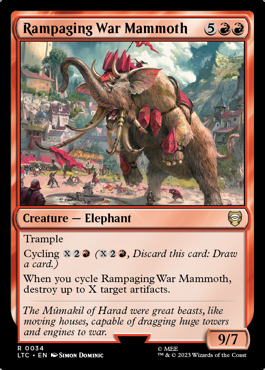 Rampaging War Mammoth 5
Creature — Elephant
Trample
Cycling X 2 (X 2, Discard this card: Draw
a card.)
When you cycle Rampaging War Mammoth,
destroy up to X target artifacts.
The Mûmakil of Harad were great beasts, like
moving houses, capable of dragging huge towers
and engines to war.
9/7
R 0034
LTC • EN Simon Dominic
© MEE
™ & © 2023 Wizards of the Coast